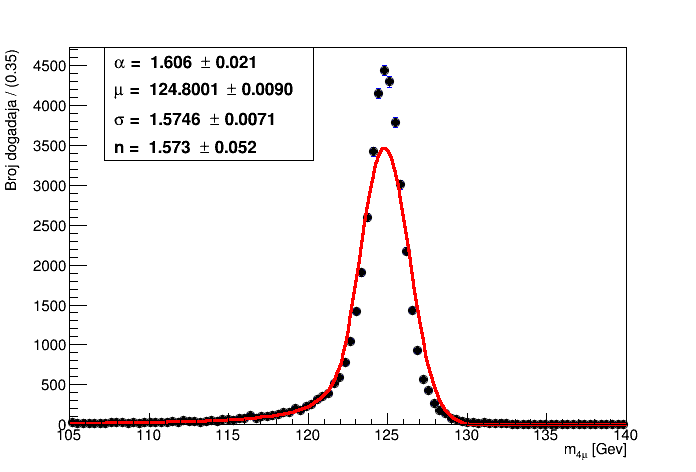 α = 1.606 ± 0.021
μ = 124.8001 ± 0.0090
σ = 1.5746 ± 0.0071
n = 1.573 ± 0.052
Broj dogadaja / (0.35)
4500
4000
3500
3000
2500
2000
1500
1000
500
0
105 110 115 120 125 130 135 140
m4μ [Gev]